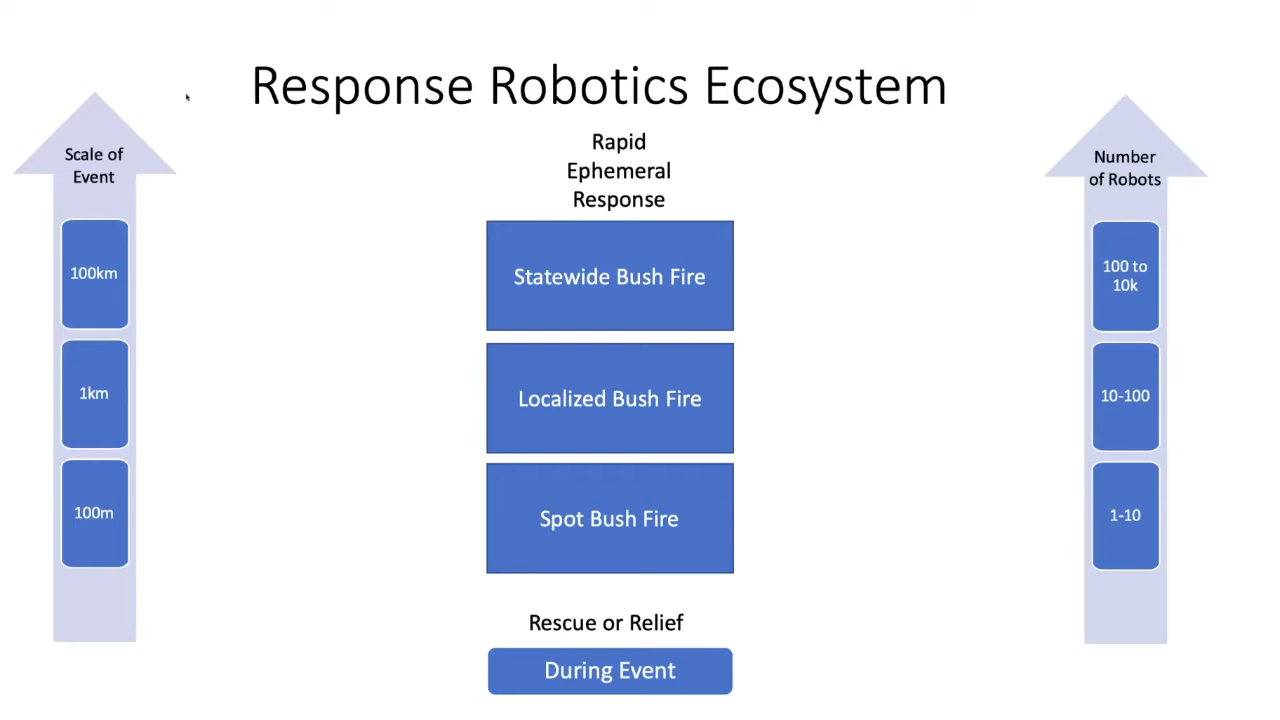 Response Robotics Ecosystem
Scale of
Event
100km
1km
100m
Rapid
Ephemeral
Response
Statewide Bush Fire
Localized Bush Fire
Spot Bush Fire
Rescue or Relief
During Event
Number
of Robots
100 to
10k
10-100
1-10